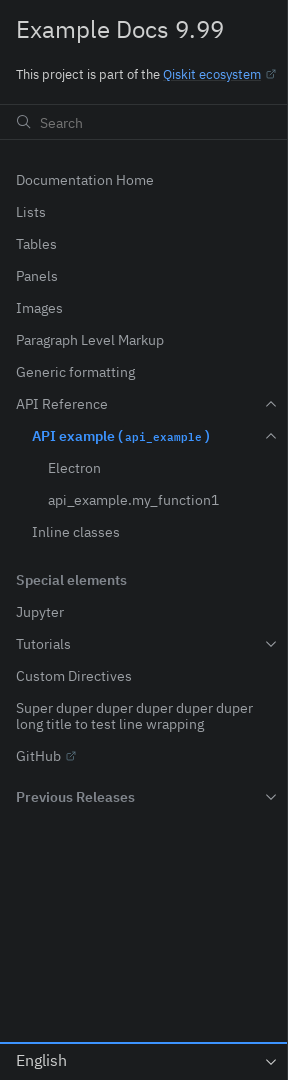 Example Docs 9.99
This project is part of the Qiskit ecosystem
Search
Documentation Home
Lists
Tables
Panels
Images
Paragraph Level Markup
Generic formatting
API Reference
API example (api_example)
Electron
api_example.my_function1
Inline classes
Special elements
Jupyter
Tutorials
Custom Directives
Super duper duper duper duper duper
long title to test line wrapping
GitHub
Previous Releases
English